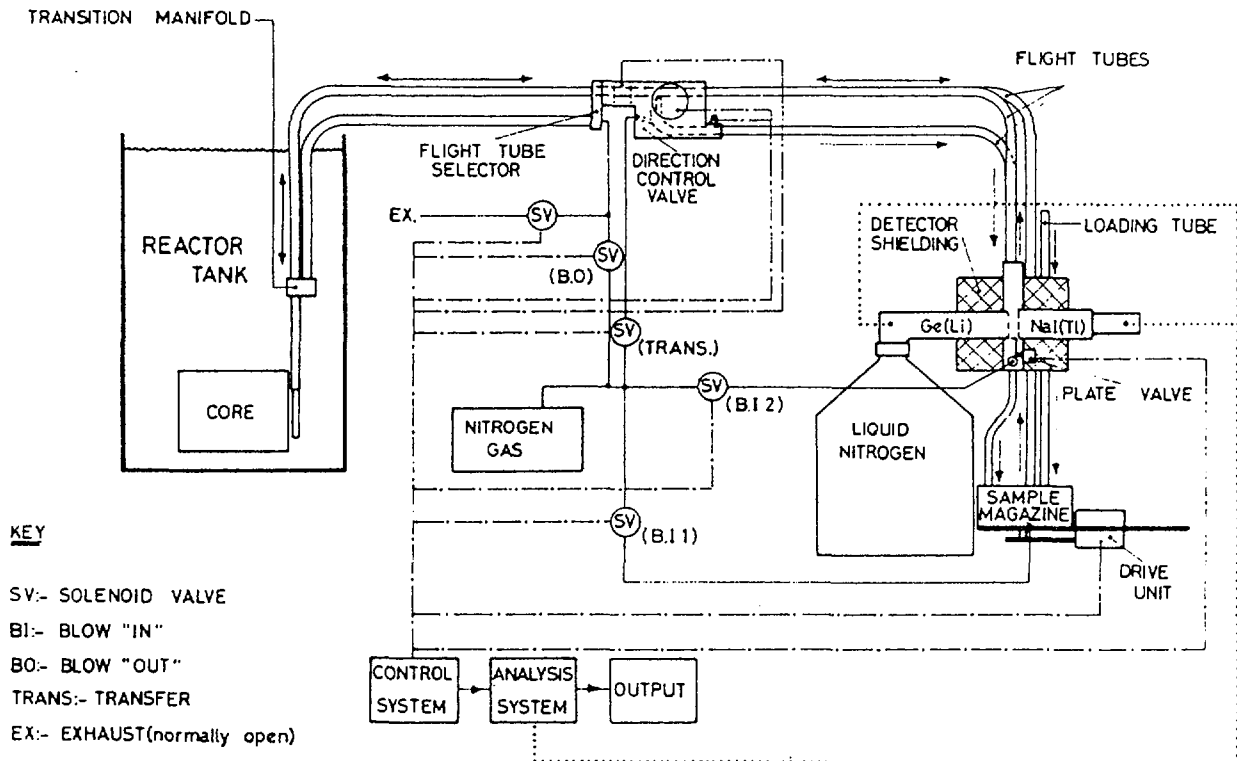 TRANSITION MANIFOLD
FLIGHT TUBES
FLIGHT TUBE
SELECTOR
DIRECTION
CONTROL
VALVE
EX.
SV
SV
(B.O)
SV
(TRANS.)
SV
(B.I 2)
SV
(B.I 1)
REACTOR
TANK
CORE
NITROGEN
GAS
DETECTOR
SHIELDING
LOADING TUBE
Ge(Li)
NaI(Tl)
PLATE VALVE
LIQUID
NITROGEN
SAMPLE
MAGAZINE
DRIVE
UNIT
KEY
SV:- SOLENOID VALVE
BI:- BLOW "IN"
BO:- BLOW "OUT"
TRANS:- TRANSFER
EX:- EXHAUST(normally open)
CONTROL
SYSTEM
ANALYSIS
SYSTEM
OUTPUT